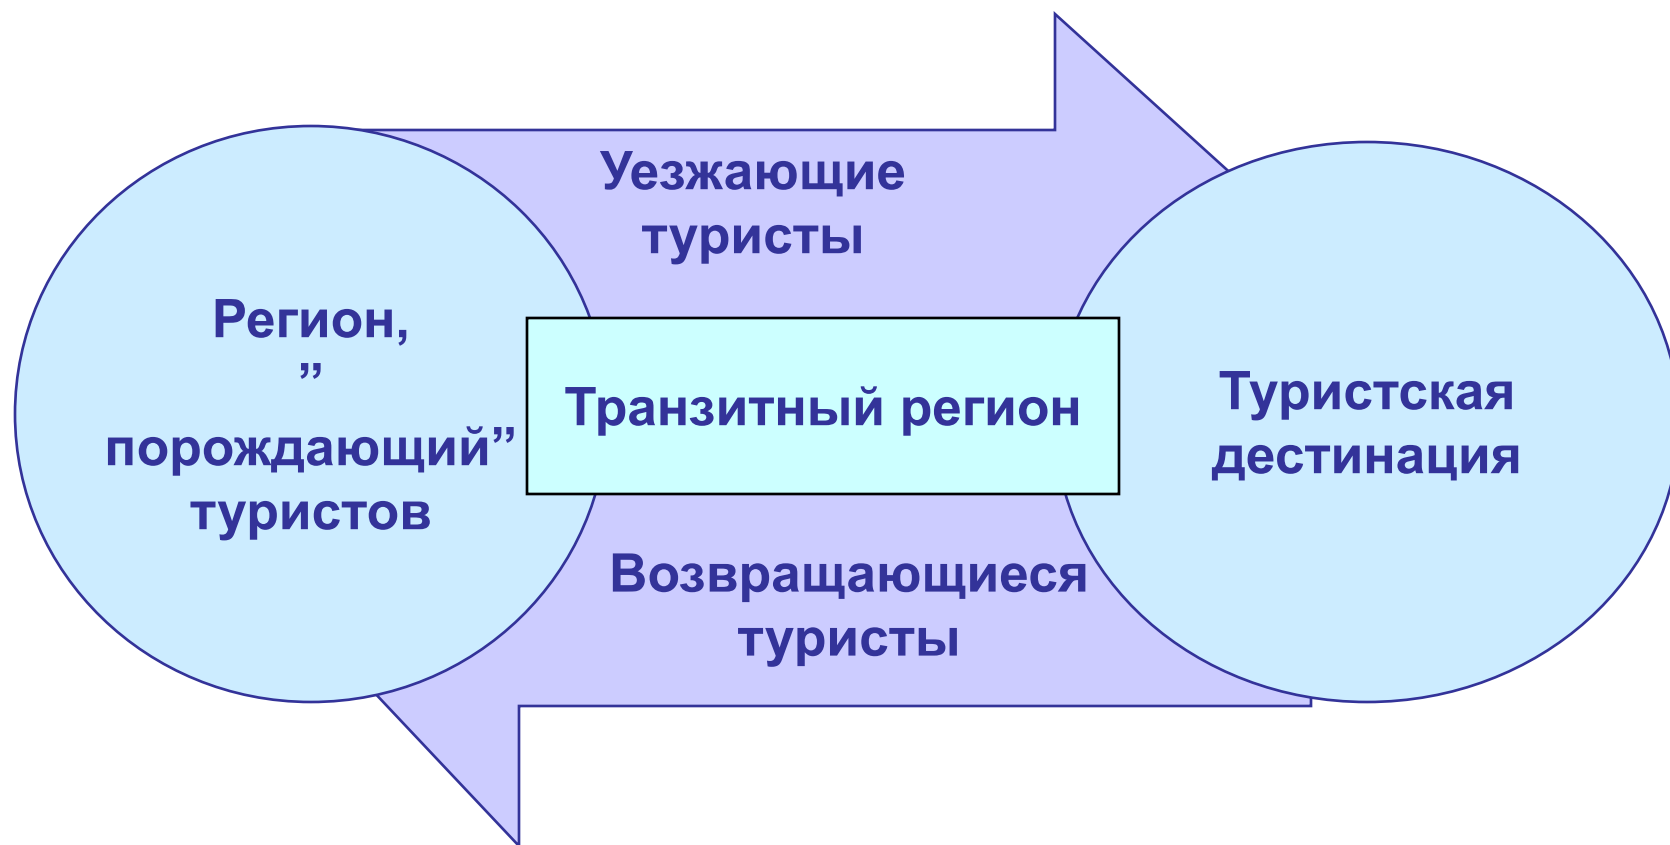 Уезжающие
туристы
Регион,
”
порождающий”
туристов
Транзитный регион
Туристская
дестинация
Возвращающиеся
туристы